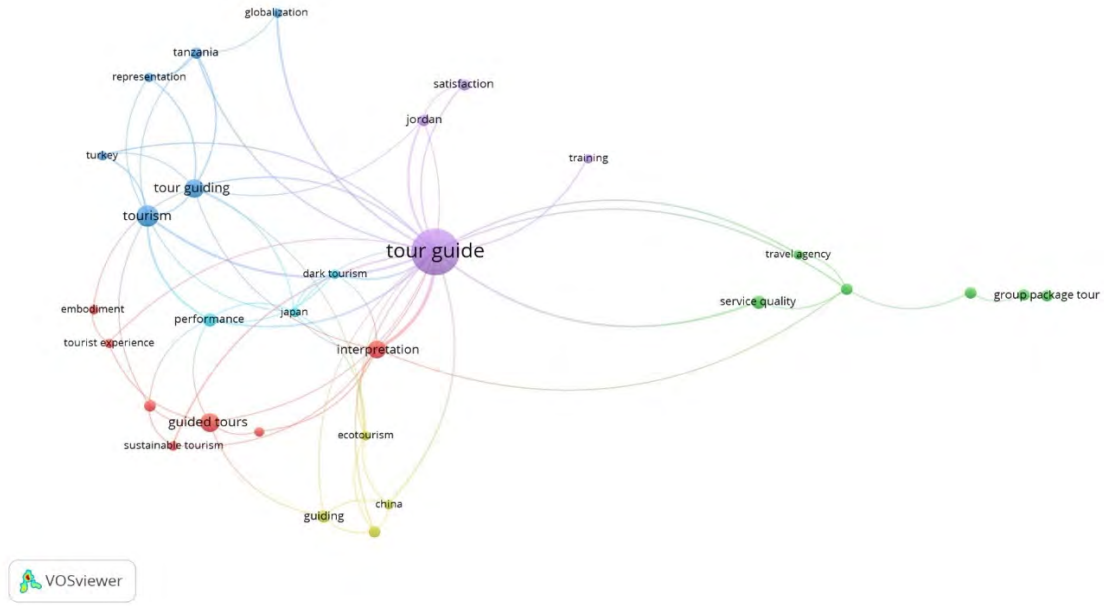 globalization
tanzania
representation
satisfaction
jordan
turkey
training
tour guiding
tourism
tour guide
travel agency
dark tourism
service quality
group package tour
embodiment
performance
japan
tourist experience
interpretation
guided tours
sustainable tourism
ecotourism
china
guiding
VOSviewer